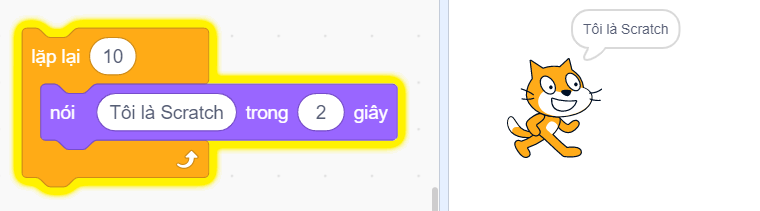 lặp lại 10
nói Tôi là Scratch trong 2 giây
Tôi là Scratch